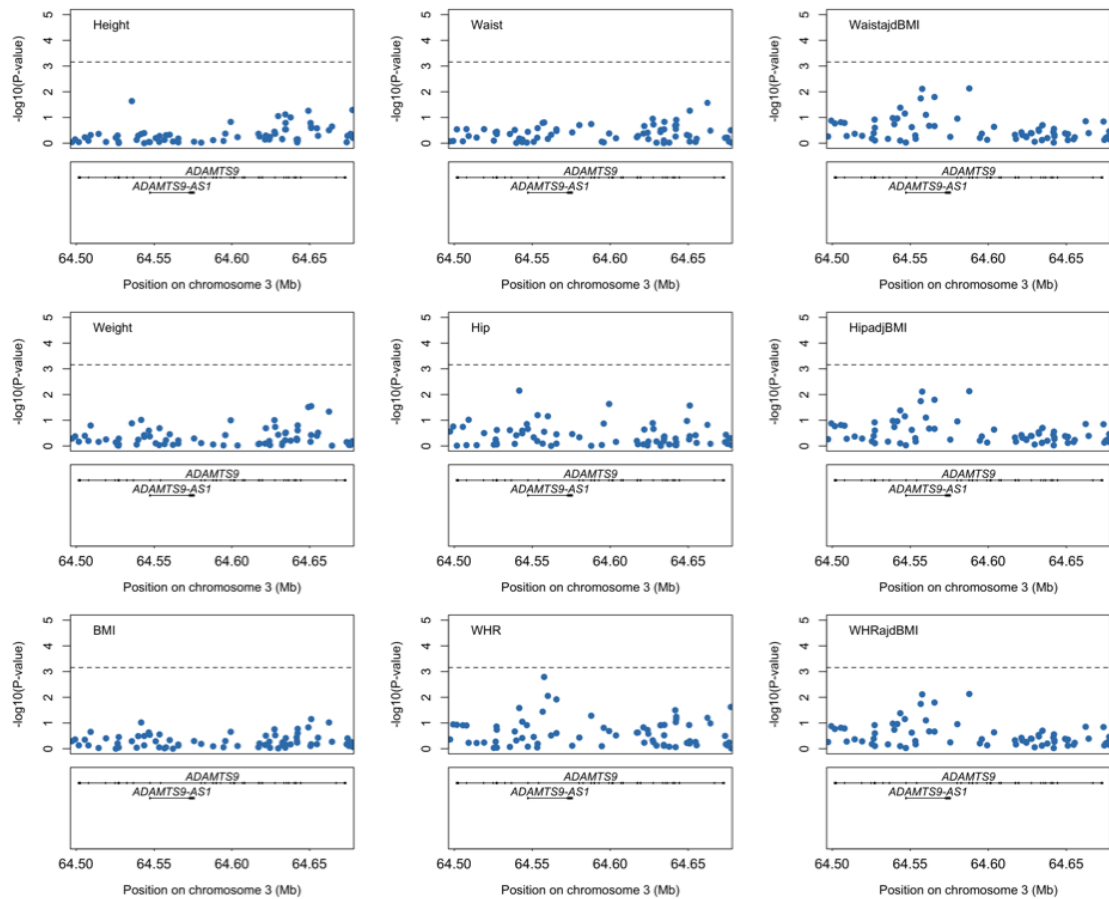 Height
-log10(P-value)
0 1 2 3 4 5
ADAMTS9
ADAMTS9-AS1
64.50 64.55 64.60 64.65
Position on chromosome 3 (Mb)
Waist
-log10(P-value)
0 1 2 3 4 5
ADAMTS9
ADAMTS9-AS1
64.50 64.55 64.60 64.65
Position on chromosome 3 (Mb)
WaistajdBMI
-log10(P-value)
0 1 2 3 4 5
ADAMTS9
ADAMTS9-AS1
64.50 64.55 64.60 64.65
Position on chromosome 3 (Mb)
Weight
-log10(P-value)
0 1 2 3 4 5
ADAMTS9
ADAMTS9-AS1
64.50 64.55 64.60 64.65
Position on chromosome 3 (Mb)
Hip
-log10(P-value)
0 1 2 3 4 5
ADAMTS9
ADAMTS9-AS1
64.50 64.55 64.60 64.65
Position on chromosome 3 (Mb)
HipadjBMI
-log10(P-value)
0 1 2 3 4 5
ADAMTS9
ADAMTS9-AS1
64.50 64.55 64.60 64.65
Position on chromosome 3 (Mb)
BMI
-log10(P-value)
0 1 2 3 4 5
ADAMTS9
ADAMTS9-AS1
64.50 64.55 64.60 64.65
Position on chromosome 3 (Mb)
WHR
-log10(P-value)
0 1 2 3 4 5
ADAMTS9
ADAMTS9-AS1
64.50 64.55 64.60 64.65
Position on chromosome 3 (Mb)
WHRajdBMI
-log10(P-value)
0 1 2 3 4 5
ADAMTS9
ADAMTS9-AS1
64.50 64.55 64.60 64.65
Position on chromosome 3 (Mb)